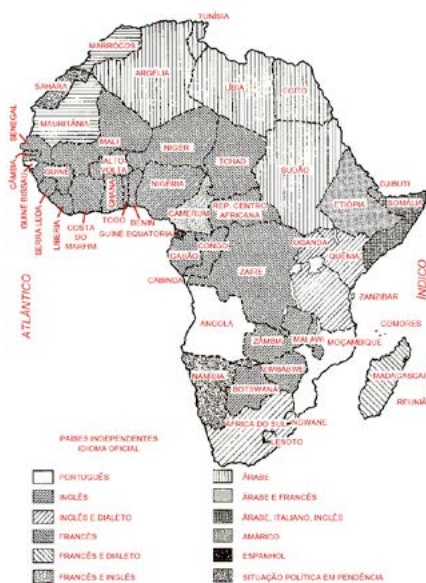 TUNÍSIA
MARROCOS
ARGÉLIA
LÍBIA
EGITO
SAHARA
MAURITÂNIA
SENEGAL
MALI
NIGER
TCHAD
SUDÃO
GÂMBIA
GUINÉ BISSAU
GUINÉ
ALTO
VOLTA
NIGÉRIA
DJIBUTI
SOMÁLIA
ETIÓPIA
SERRA LEOA
LIBÉRIA
COSTA
DO
MARFIM
GHANA
TOGO
BÉNIN
GUINÉ EQUATORIAL
CAMERUM
REP. CENTRO
AFRICANA
UGANDA
QUÊNIA
GABÃO
CONGO
ZAIRE
CABINDA
ATLÂNTICO
ÍNDICO
ZANZIBAR
COMORES
ANGOLA
ZÂMBIA
MALAWI
MOÇAMBIQUE
ZIMBABWE
NAMÍBIA
BOTSWANA
MADAGASCAR
REUNIÃO
ÁFRICA DO SUL
NGWANE
LESOTO
PAÍSES INDEPENDENTES
IDIOMA OFICIAL
PORTUGUÊS
INGLÊS
INGLÊS E DIALETO
FRANCÊS
FRANCÊS E DIALETO
FRANCÊS E INGLÊS
ÁRABE
ÁRABE E FRANCÊS
ÁRABE, ITALIANO, INGLÊS
AMÁRICO
ESPANHOL
SITUAÇÃO POLÍTICA EM PENDÊNCIA